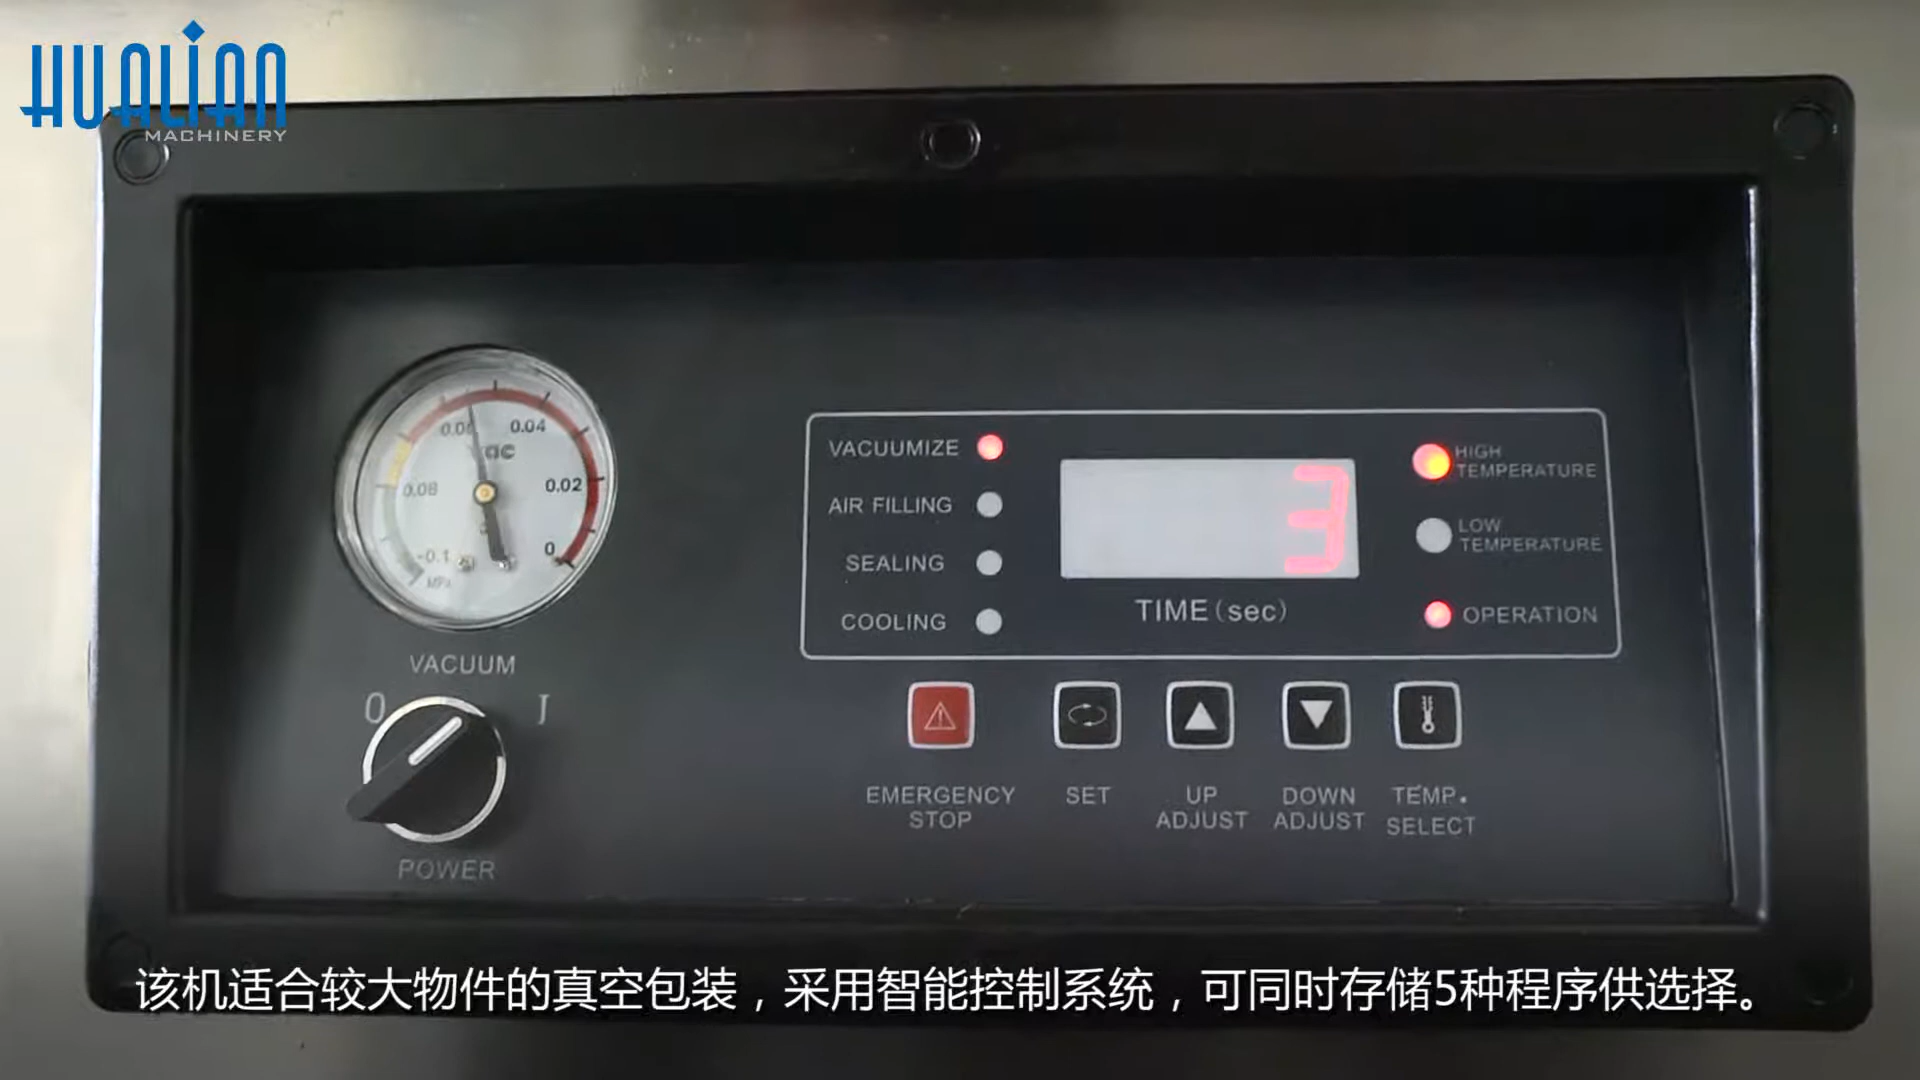 HUALIAN
MACHINERY
0.06
0.04
vac
0.08
0.02
-0.1
0
MPa
VACUUM
0
I
POWER
VACUUMIZE
AIR FILLING
SEALING
COOLING
3
TIME(sec)
HIGH
TEMPERATURE
LOW
TEMPERATURE
OPERATION
EMERGENCY
STOP
SET
UP
ADJUST
DOWN
ADJUST
TEMP.
SELECT
该机适合较大物件的真空包装，采用智能控制系统，可同时存储5种程序供选择。